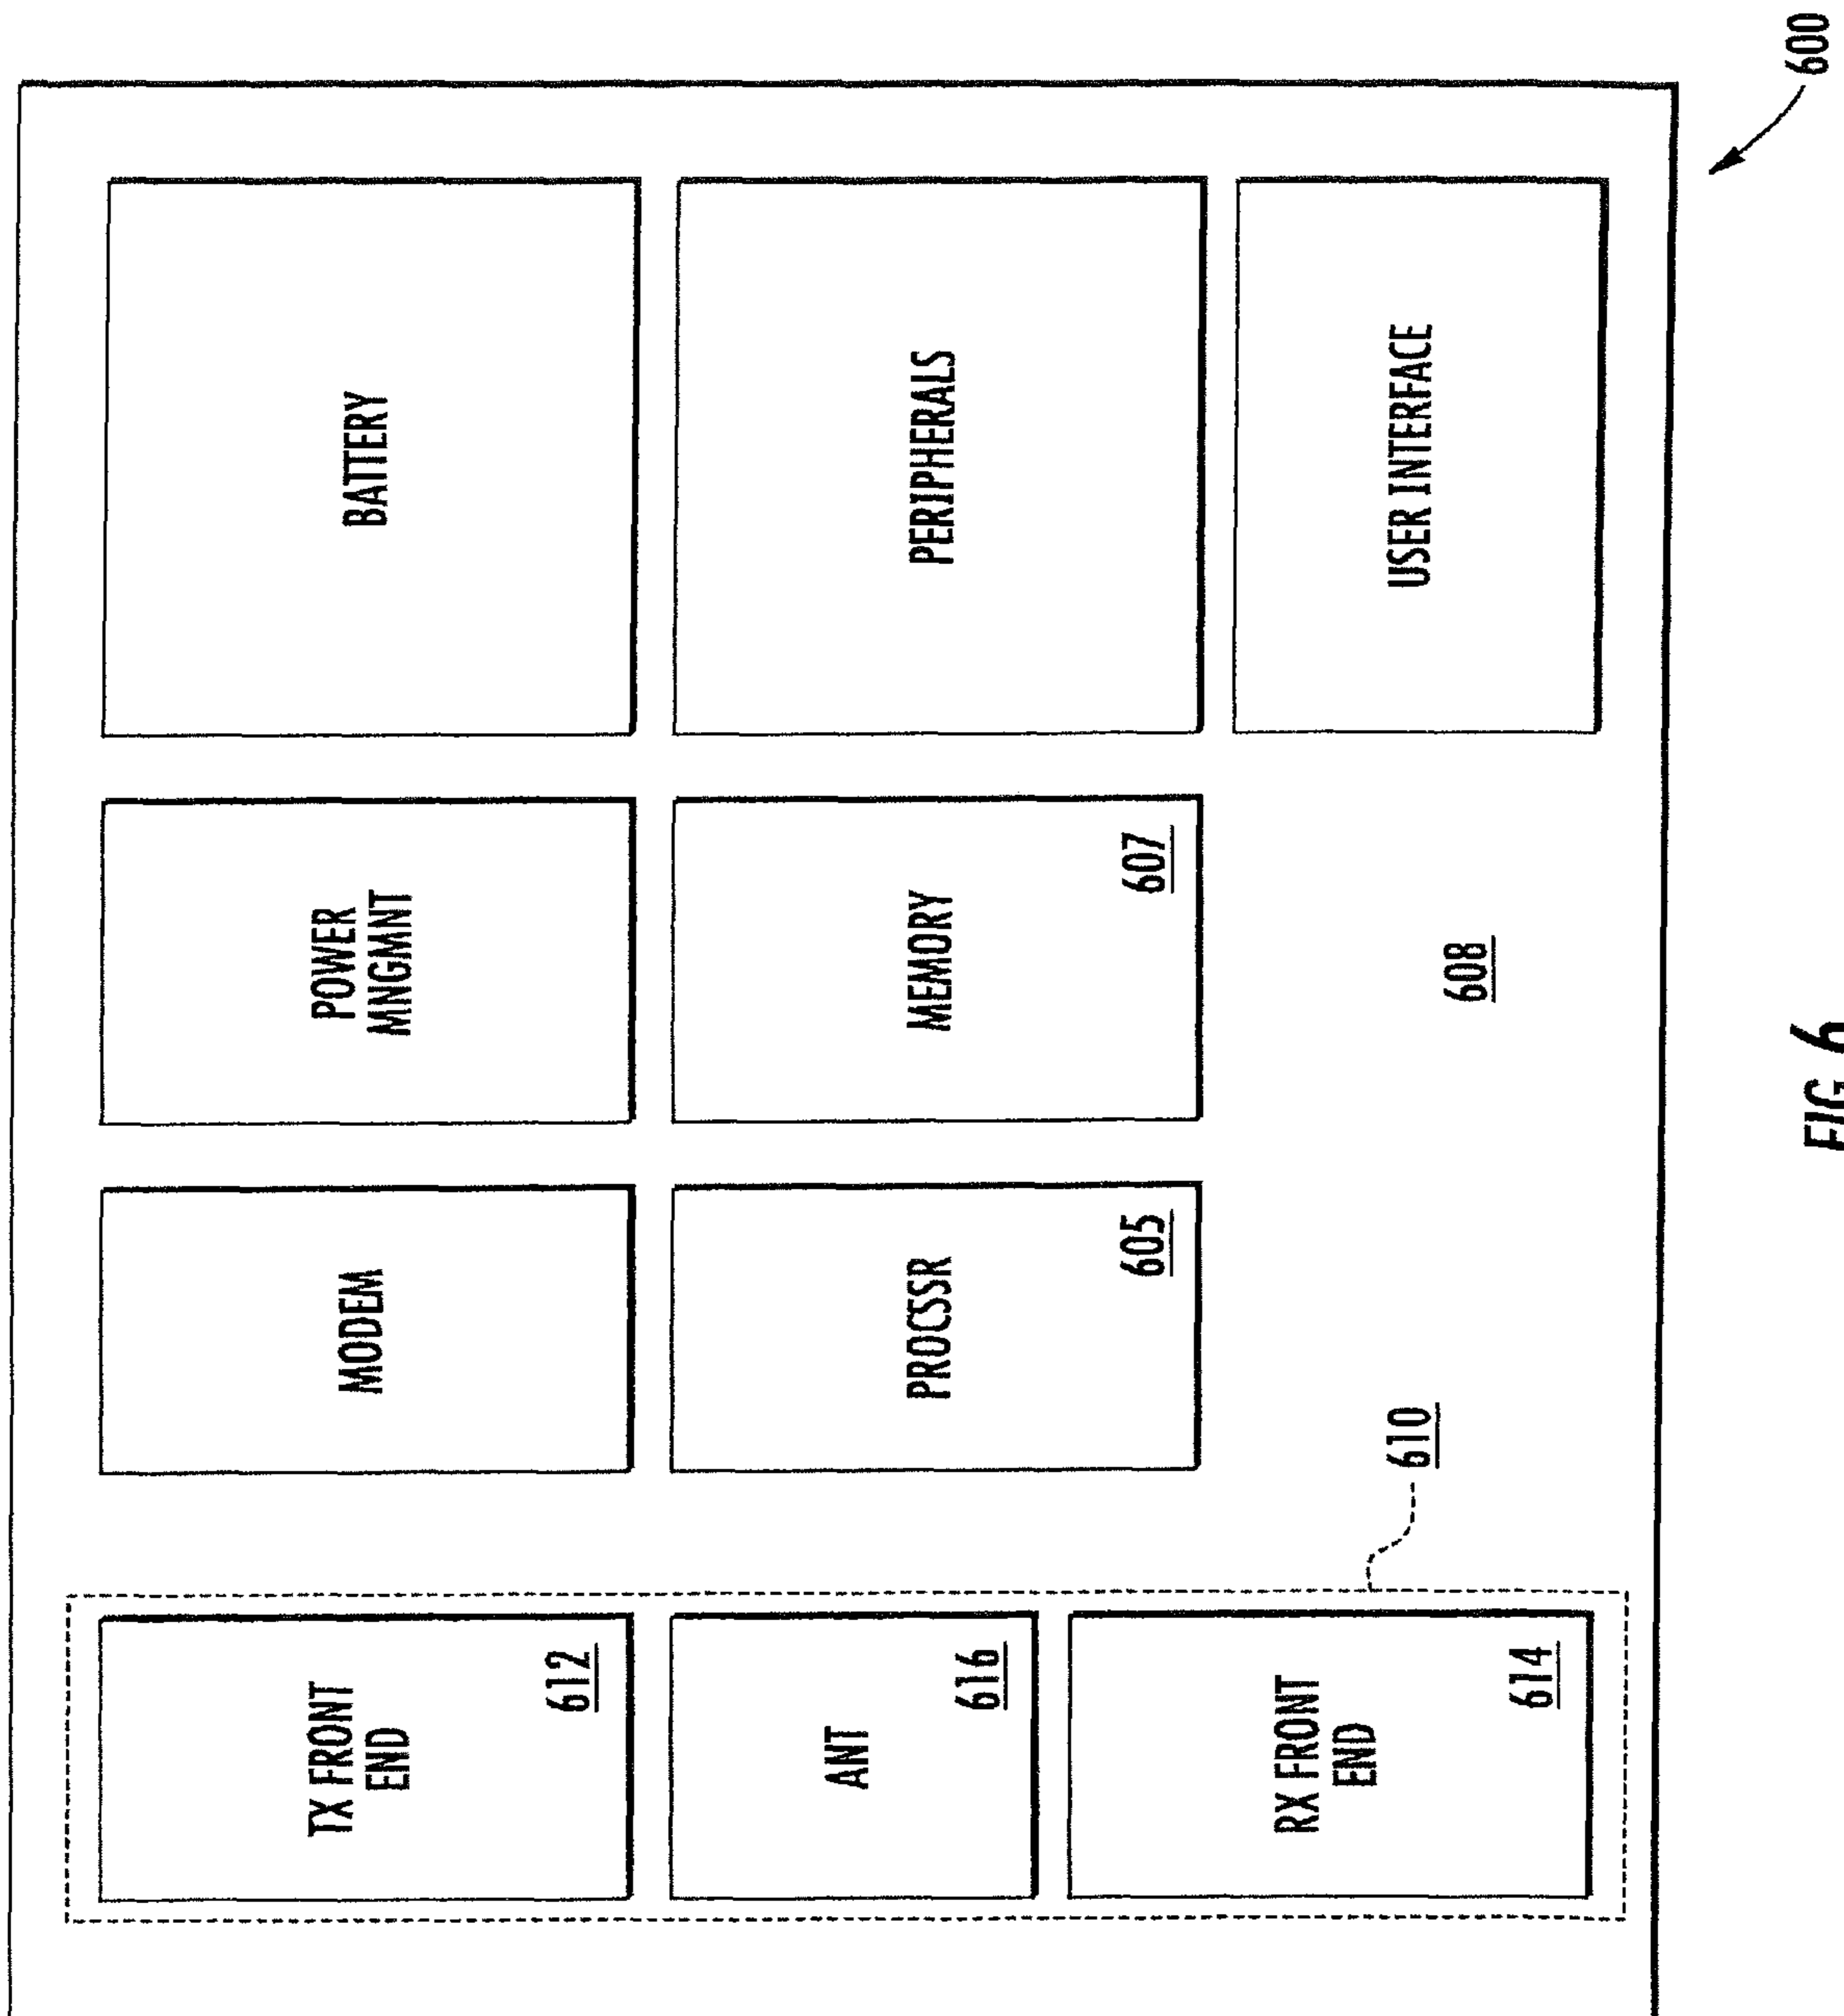 TX FRONT
END
612
MODEM
POWER
MNGMNT
BATTERY
ANT
616
PROCSSR
605
MEMORY
607
PERIPHERALS
RX FRONT
END
614
610
608
USER INTERFACE
600
FIG 6